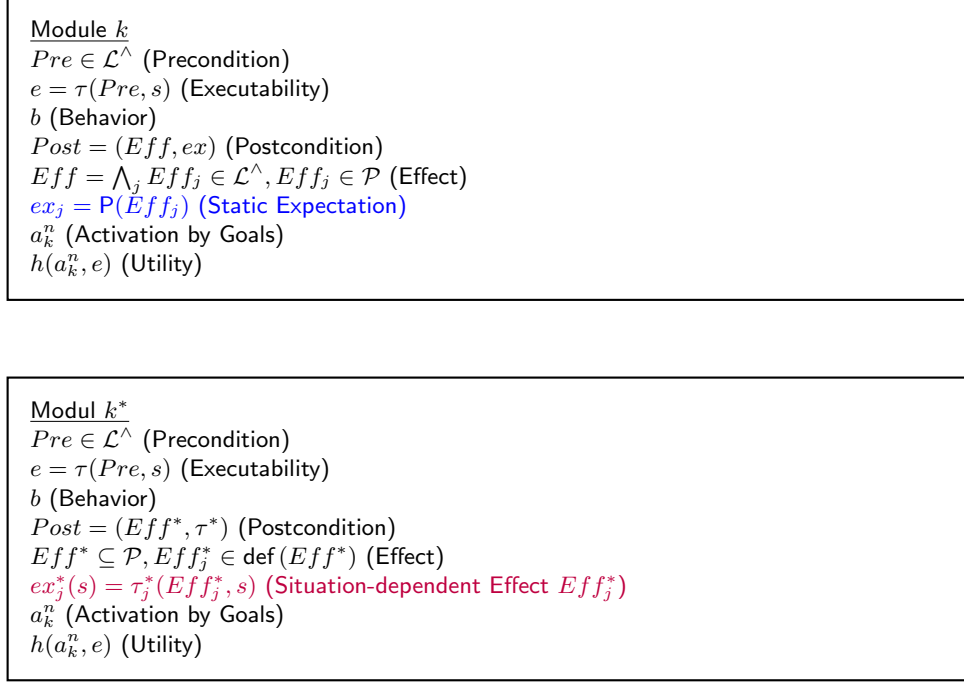 Module k
Pre ∈ ℒ^∧ (Precondition)
e = τ(Pre, s) (Executability)
b (Behavior)
Post = (Eff, ex) (Postcondition)
Eff = ⋀_j Eff_j ∈ ℒ^∧, Eff_j ∈ 𝒫 (Effect)
ex_j = P(Eff_j) (Static Expectation)
a_k^n (Activation by Goals)
h(a_k^n, e) (Utility)
Modul k*
Pre ∈ ℒ^∧ (Precondition)
e = τ(Pre, s) (Executability)
b (Behavior)
Post = (Eff*, τ*) (Postcondition)
Eff* ⊆ 𝒫, Eff_j* ∈ def (Eff*) (Effect)
ex_j*(s) = τ_j*(Eff_j*, s) (Situation-dependent Effect Eff_j*)
a_k^n (Activation by Goals)
h(a_k^n, e) (Utility)